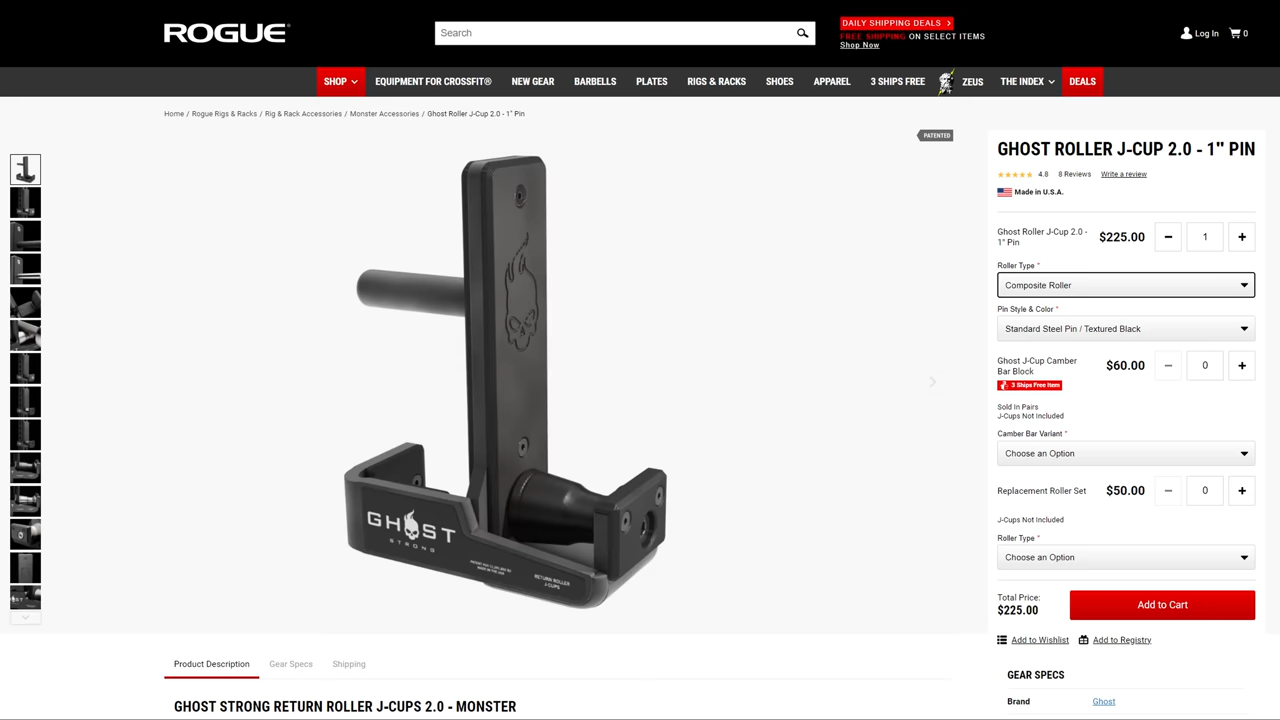 ROGUE
Search
DAILY SHIPPING DEALS >
FREE SHIPPING ON SELECT ITEMS
Shop Now
Log In
0
SHOP
EQUIPMENT FOR CROSSFIT®
NEW GEAR
BARBELLS
PLATES
RIGS & RACKS
SHOES
APPAREL
3 SHIPS FREE
ZEUS
THE INDEX
DEALS
Home / Rogue Rigs & Racks / Rig & Rack Accessories / Monster Accessories / Ghost Roller J-Cup 2.0 - 1" Pin
PATENTED
GHOST
STRONG
RETURN ROLLER
J-CUPS
GHOST ROLLER J-CUP 2.0 - 1" PIN
4.8 8 Reviews Write a review
Made in U.S.A.
Ghost Roller J-Cup 2.0 -
1" Pin
$225.00
1
Roller Type *
Composite Roller
Pin Style & Color *
Standard Steel Pin / Textured Black
Ghost J-Cup Camber
Bar Block
$60.00
0
3 Ships Free Item
Sold In Pairs
J-Cups Not Included
Camber Bar Variant *
Choose an Option
Replacement Roller Set
$50.00
0
J-Cups Not Included
Roller Type *
Choose an Option
Total Price:
$225.00
Add to Cart
Add to Wishlist
Add to Registry
GEAR SPECS
Brand Ghost
Product Description
Gear Specs
Shipping
GHOST STRONG RETURN ROLLER J-CUPS 2.0 - MONSTER